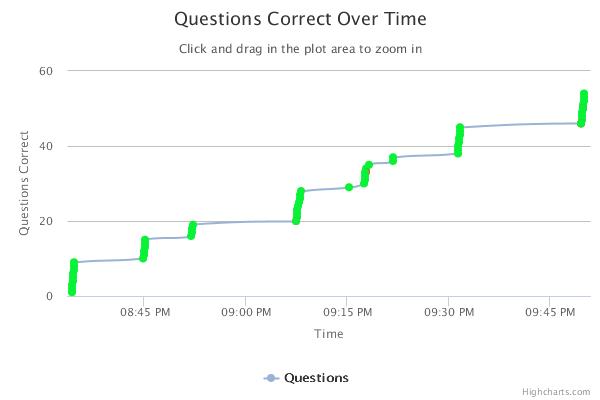 Questions Correct Over Time
Click and drag in the plot area to zoom in
Questions Correct
60
40
20
0
08:45 PM
09:00 PM
09:15 PM
09:30 PM
09:45 PM
Time
Questions
Highcharts.com